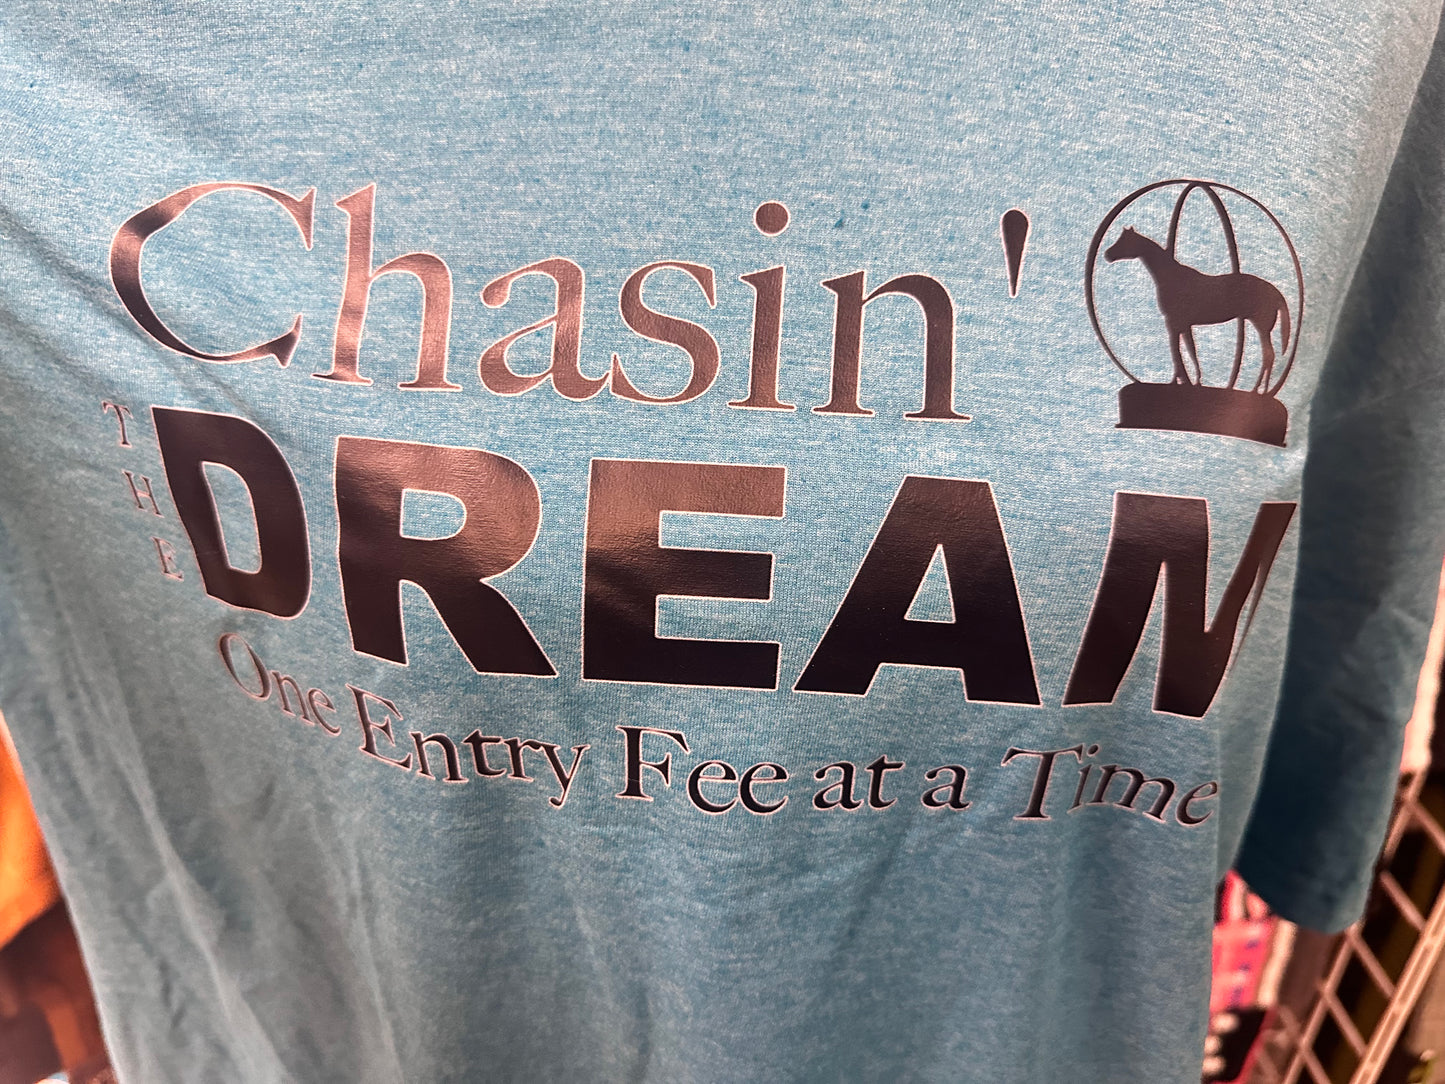 Chasin'
THE
DREAM
One Entry Fee at a Time